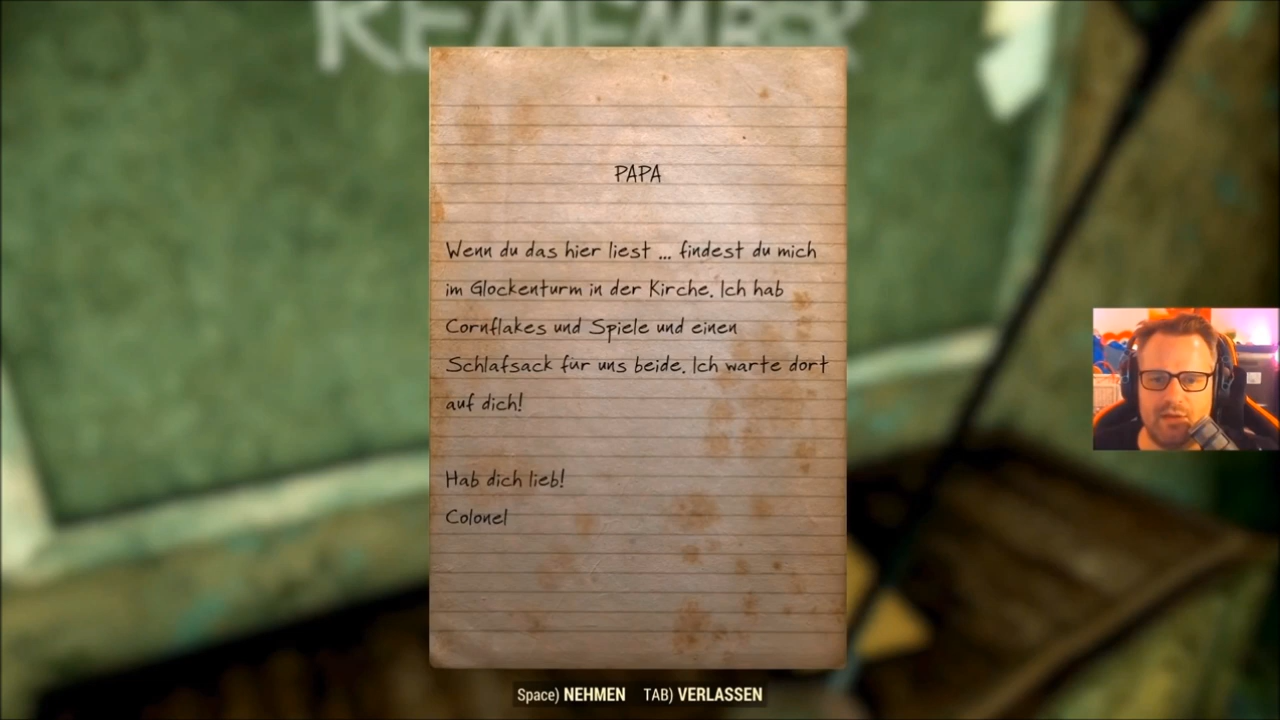 REMEMBER
PAPA
Wenn du das hier liest ... findest du mich
im Glockenturm in der Kirche. Ich hab
Cornflakes und Spiele und einen
Schlafsack für uns beide. Ich warte dort
auf dich!
Hab dich lieb!
Colonel
Space) NEHMEN TAB) VERLASSEN